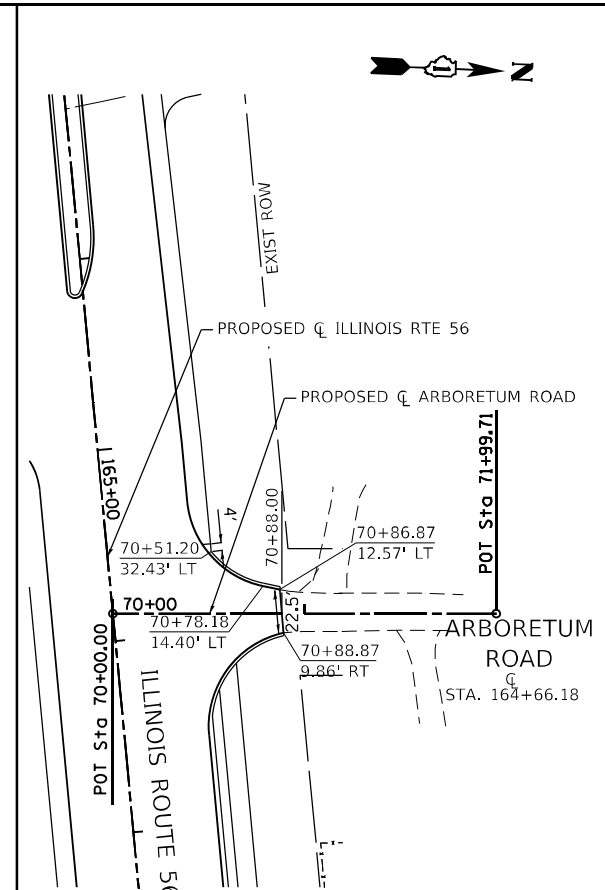 N
EXIST ROW
PROPOSED ℄ ILLINOIS RTE 56
PROPOSED ℄ ARBORETUM ROAD
165+00
4'
70+51.20
32.43' LT
70+88.00
70+86.87
12.57' LT
POT Sta 71+99.71
70+00
70+78.18
14.40' LT
22.5'
70+88.87
9.86' RT
ARBORETUM
ROAD
℄
STA. 164+66.18
POT Sta 70+00.00
ILLINOIS ROUTE 56